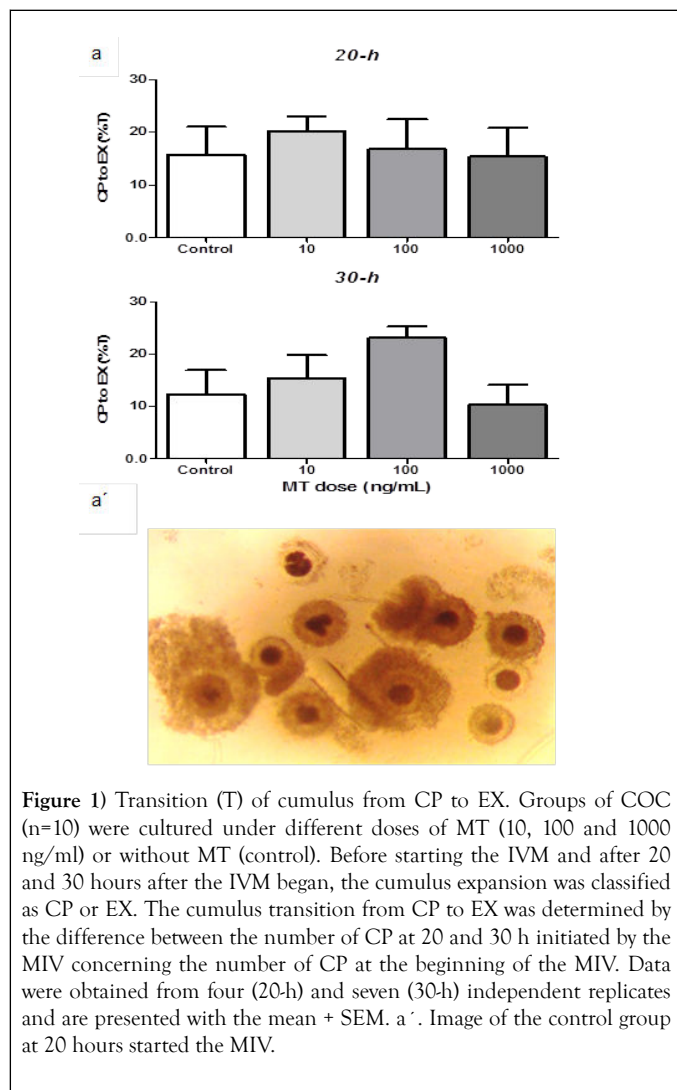 a
20-h
30
20
10
0.0
CP to EX (%T)
Control 10 100 1000
30-h
30
20
10
0.0
CP to EX (%T)
Control 10 100 1000
MT dose (ng/mL)
a´
Figure 1) Transition (T) of cumulus from CP to EX. Groups of COC
(n=10) were cultured under different doses of MT (10, 100 and 1000
ng/ml) or without MT (control). Before starting the IVM and after 20
and 30 hours after the IVM began, the cumulus expansion was classified
as CP or EX. The cumulus transition from CP to EX was determined by
the difference between the number of CP at 20 and 30 h initiated by the
MIV concerning the number of CP at the beginning of the MIV. Data
were obtained from four (20-h) and seven (30-h) independent replicates
and are presented with the mean + SEM. a´. Image of the control group
at 20 hours started the MIV.